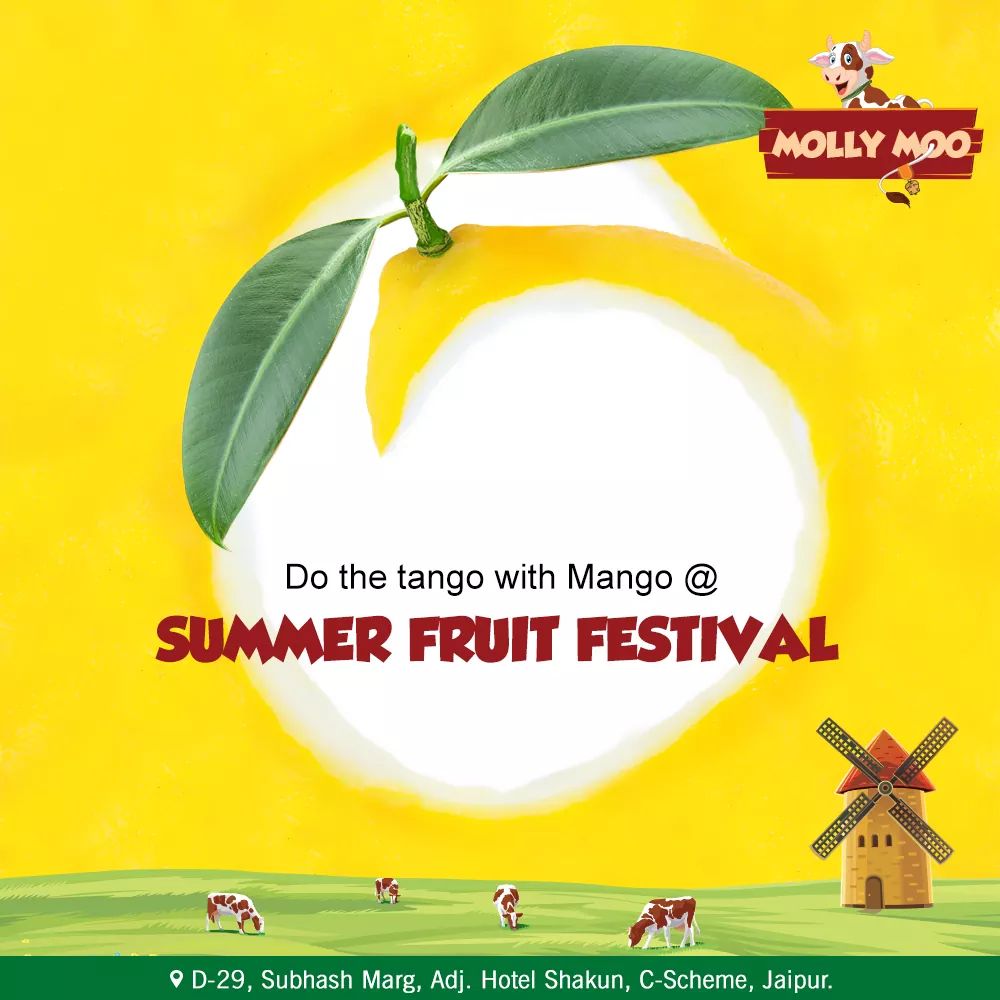 MOLLY MOO
Do the tango with Mango @
SUMMER FRUIT FESTIVAL
D-29, Subhash Marg, Adj. Hotel Shakun, C-Scheme, Jaipur.